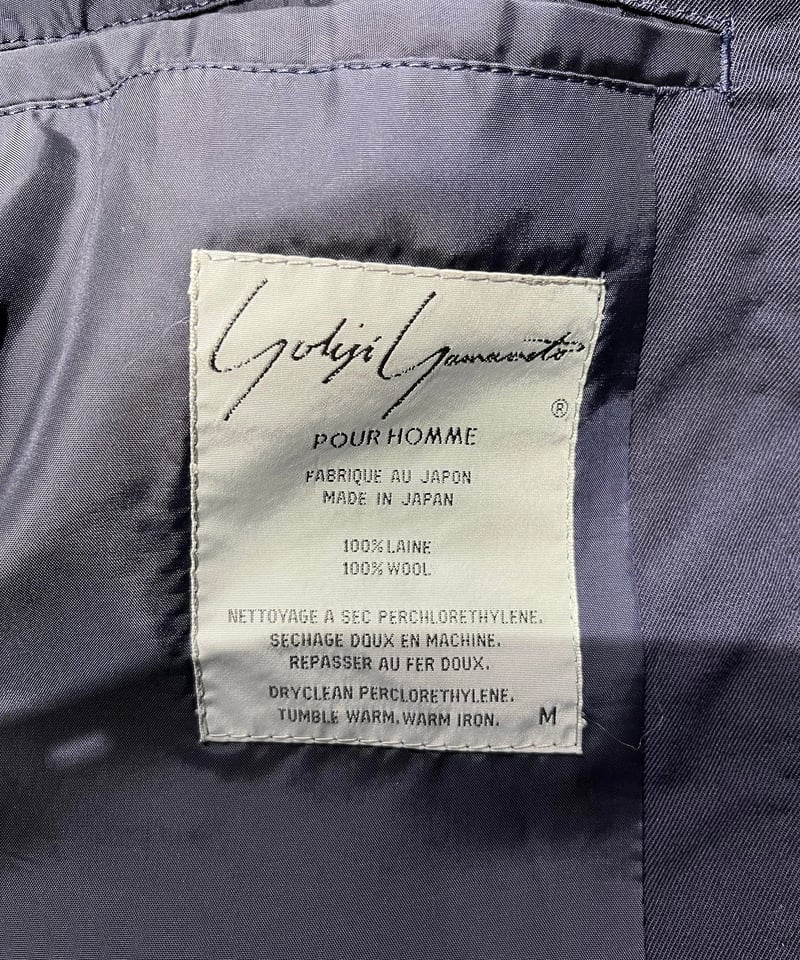 Yohji Yamamoto
®
POUR HOMME
FABRIQUE AU JAPON
MADE IN JAPAN
100% LAINE
100% WOOL
NETTOYAGE A SEC PERCHLORETHYLENE.
SECHAGE DOUX EN MACHINE.
REPASSER AU FER DOUX.
DRYCLEAN PERCLORETHYLENE.
TUMBLE WARM. WARM IRON. M